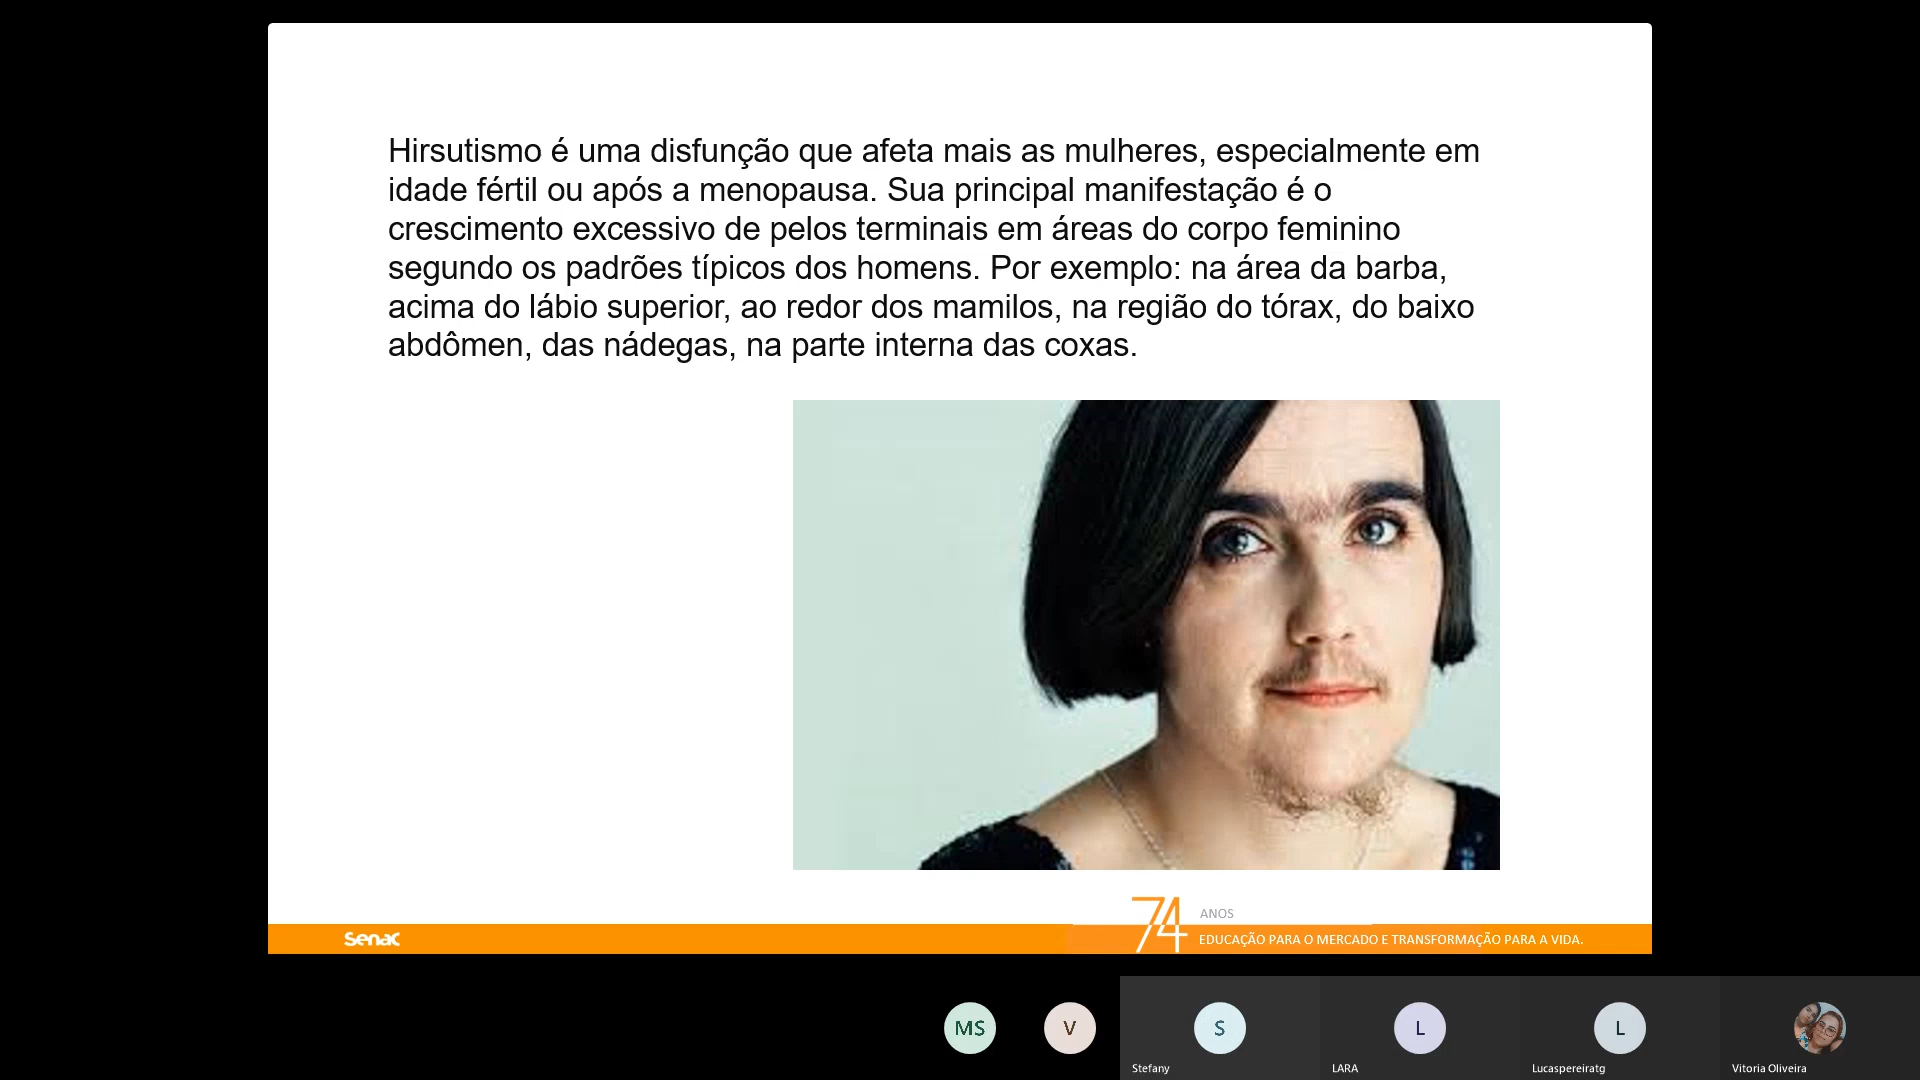 Hirsutismo é uma disfunção que afeta mais as mulheres, especialmente em
idade fértil ou após a menopausa. Sua principal manifestação é o
crescimento excessivo de pelos terminais em áreas do corpo feminino
segundo os padrões típicos dos homens. Por exemplo: na área da barba,
acima do lábio superior, ao redor dos mamilos, na região do tórax, do baixo
abdômen, das nádegas, na parte interna das coxas.
74 ANOS
Senac
EDUCAÇÃO PARA O MERCADO E TRANSFORMAÇÃO PARA A VIDA.
MS
V
S
L
L
Stefany
LARA
Lucaspereiratg
Vitoria Oliveira